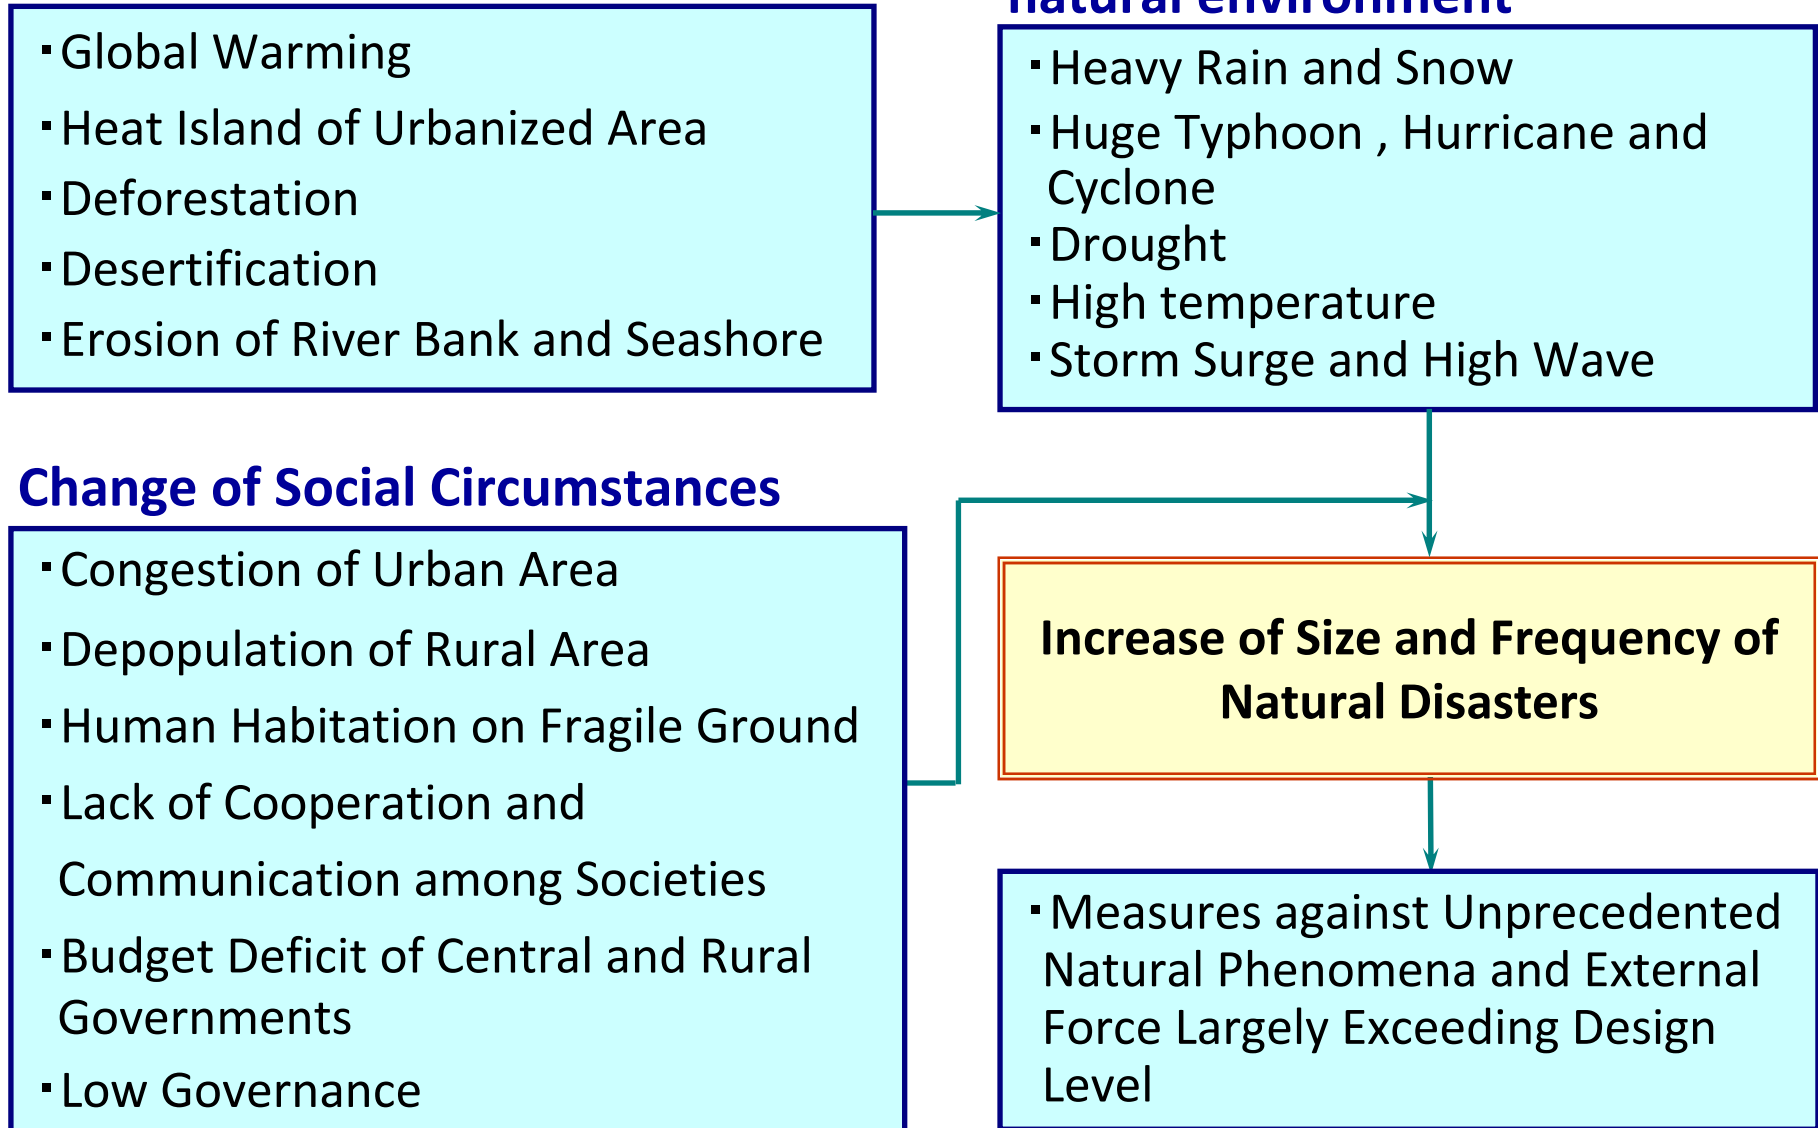 natural environment
▪Global Warming
▪Heat Island of Urbanized Area
▪Deforestation
▪Desertification
▪Erosion of River Bank and Seashore
▪Heavy Rain and Snow
▪Huge Typhoon , Hurricane and
Cyclone
▪Drought
▪High temperature
▪Storm Surge and High Wave
Change of Social Circumstances
▪Congestion of Urban Area
▪Depopulation of Rural Area
▪Human Habitation on Fragile Ground
▪Lack of Cooperation and
Communication among Societies
▪Budget Deficit of Central and Rural
Governments
▪Low Governance
Increase of Size and Frequency of
Natural Disasters
▪Measures against Unprecedented
Natural Phenomena and External
Force Largely Exceeding Design
Level